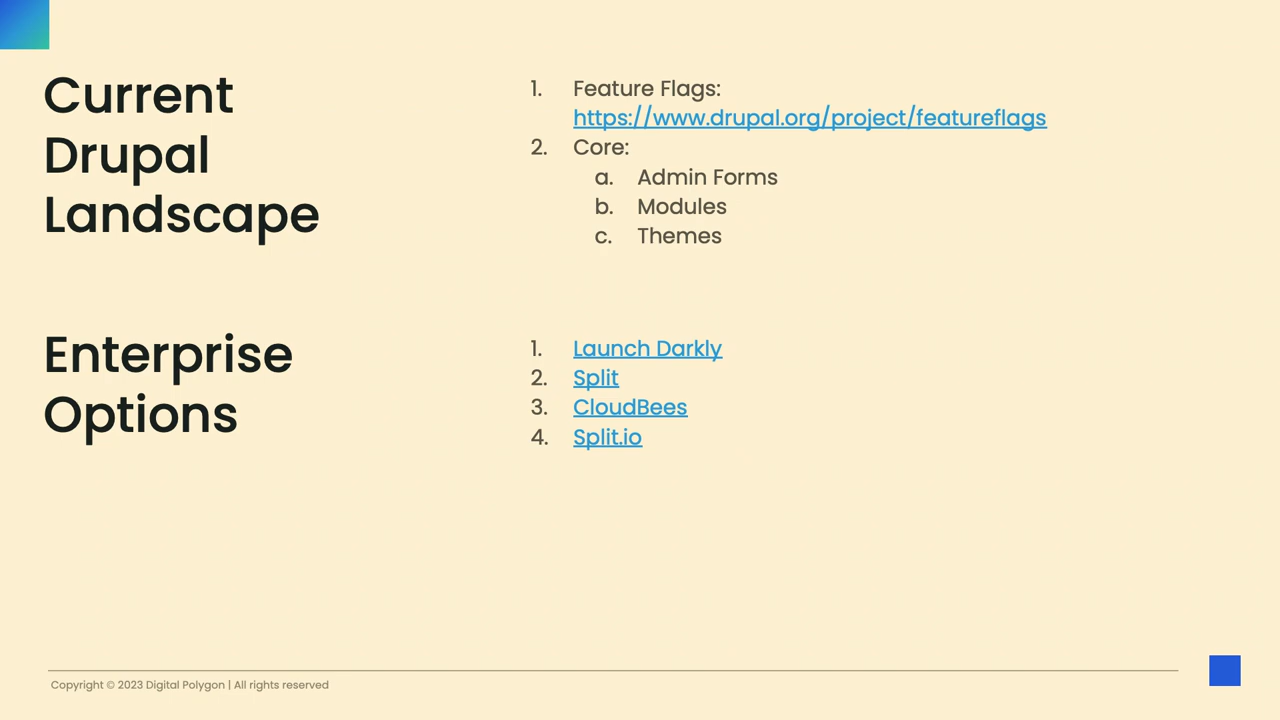 Current
Drupal
Landscape
1. Feature Flags:
https://www.drupal.org/project/featureflags
2. Core:
a. Admin Forms
b. Modules
c. Themes
Enterprise
Options
1. Launch Darkly
2. Split
3. CloudBees
4. Split.io
Copyright © 2023 Digital Polygon | All rights reserved